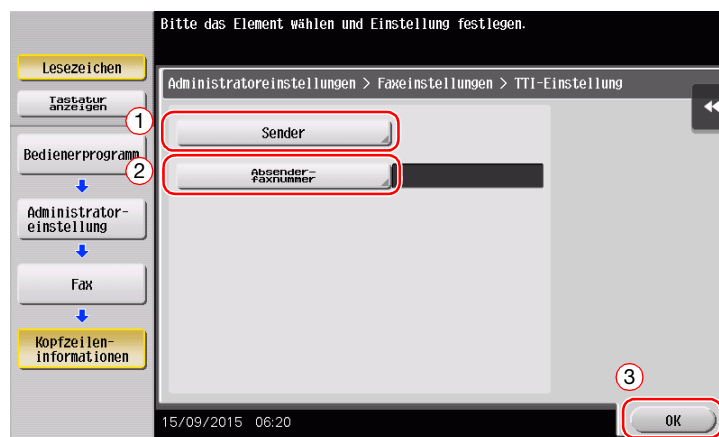 Bitte das Element wählen und Einstellung festlegen.
Lesezeichen
Tastatur
anzeigen
Administratoreinstellungen > Faxeinstellungen > TTI-Einstellung
1
Sender
Bedienerprogramm
2
Absender-
faxnummer
Administrator-
einstellung
Fax
Kopfzeilen-
informationen
3
15/09/2015 06:20
OK